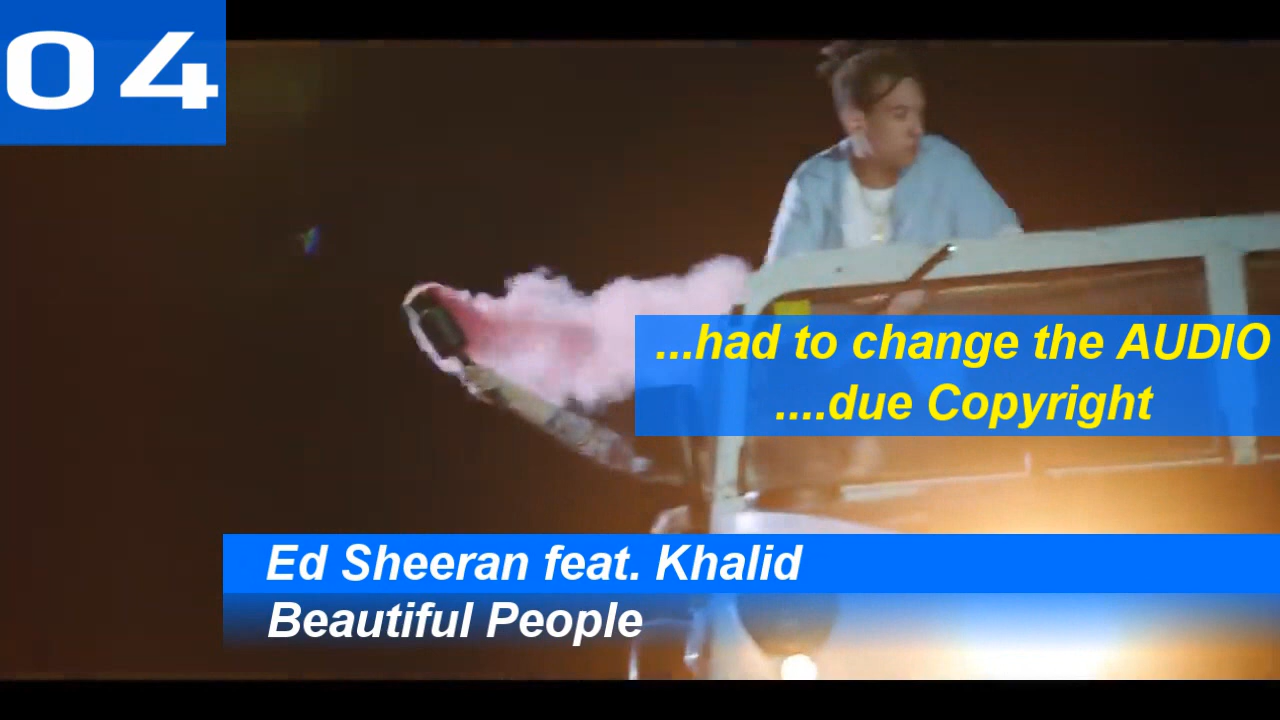 04
...had to change the AUDIO
....due Copyright
Ed Sheeran feat. Khalid
Beautiful People